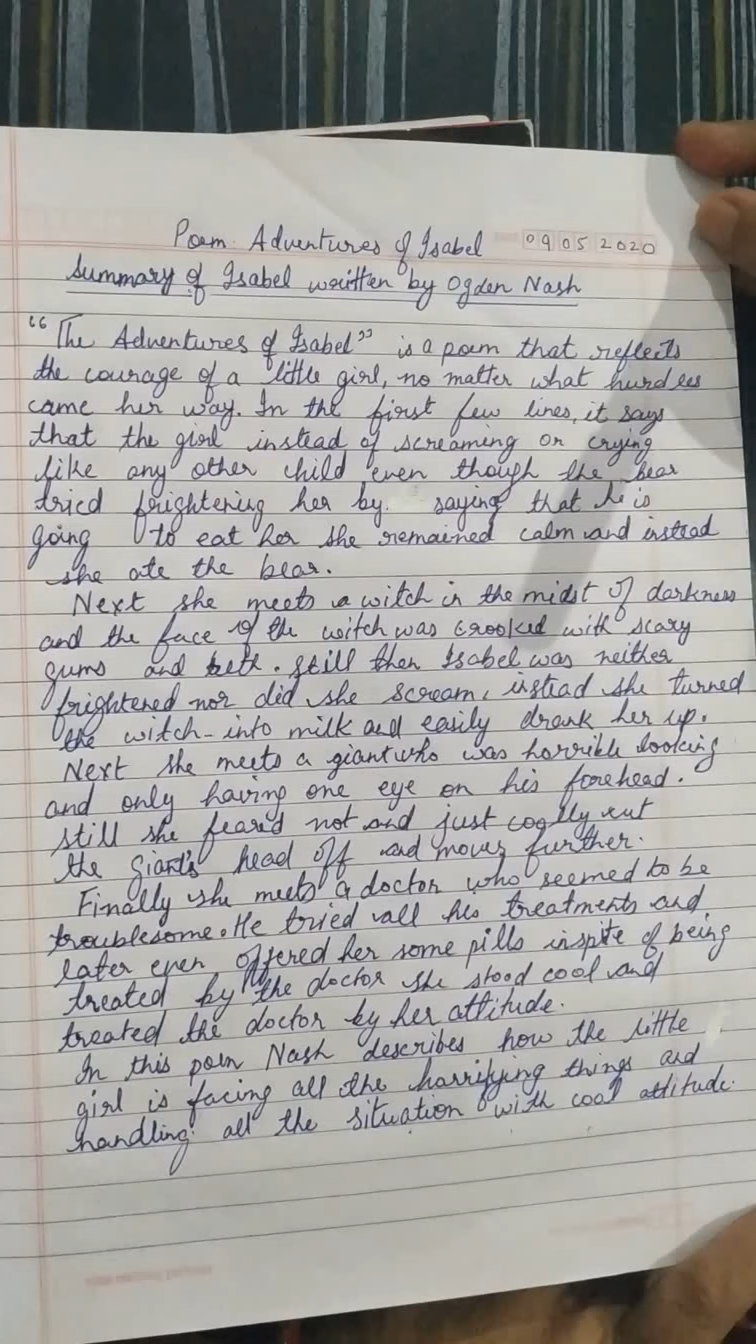 Poem: Adventures of Isabel 09052020
Summary of Isabel written by Ogden Nash
"The Adventures of Isabel" is a poem that reflects
the courage of a little girl, no matter what hurdles
came her way. In the first few lines, it says
that the girl instead of screaming or crying
like any other child even though the bear
tried frightening her by saying that he is
going to eat her she remained calm and instead
she ate the bear.
Next she meets a witch in the midst of darkness
and the face of the witch was crooked with scary
gums and teeth. Still then Isabel was neither
frightened nor did she scream, instead she turned
the witch into milk and easily drank her up.
Next she meets a giant who was horrible looking
and only having one eye on his forehead.
Still she feared not and just coolly cut
the giant's head off and moves further.
Finally she meets a doctor who seemed to be
troublesome. He tried all his treatments and
later even offered her some pills inspite of being
treated by the doctor she stood cool and
treated the doctor by her attitude.
In this poem Nash describes how the little
girl is facing all the horrifying things and
handling all the situation with cool attitude.